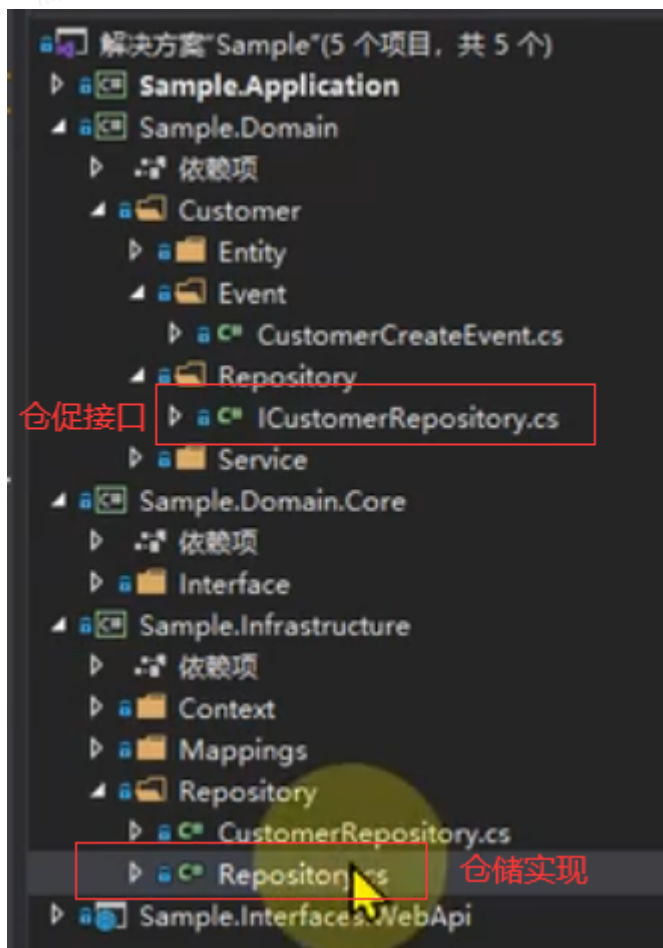 解决方案"Sample"(5 个项目，共 5 个)
Sample.Application
Sample.Domain
依赖项
Customer
Entity
Event
CustomerCreateEvent.cs
Repository
仓促接口 ICustomerRepository.cs
Service
Sample.Domain.Core
依赖项
Interface
Sample.Infrastructure
依赖项
Context
Mappings
Repository
CustomerRepository.cs
Repository.cs 仓储实现
Sample.Interfaces.WebApi